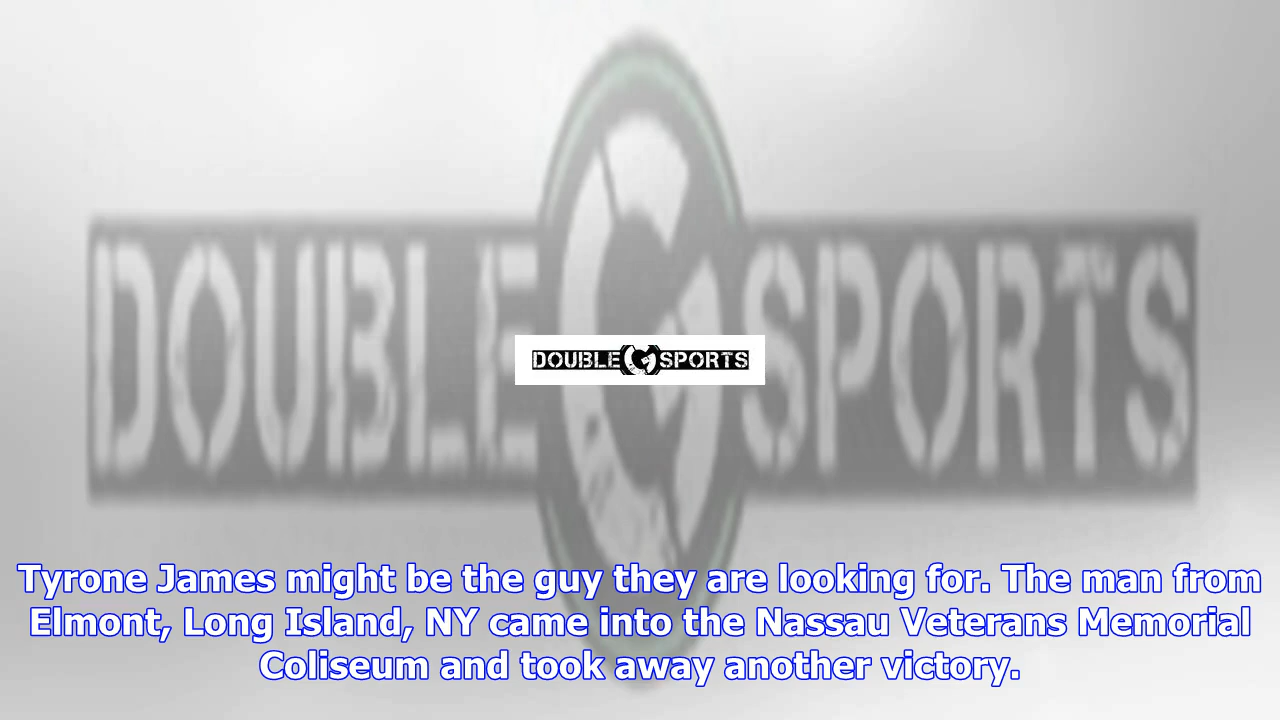 DOUBLE G SPORTS
DOUBLE G SPORTS
Tyrone James might be the guy they are looking for. The man from
Elmont, Long Island, NY came into the Nassau Veterans Memorial
Coliseum and took away another victory.